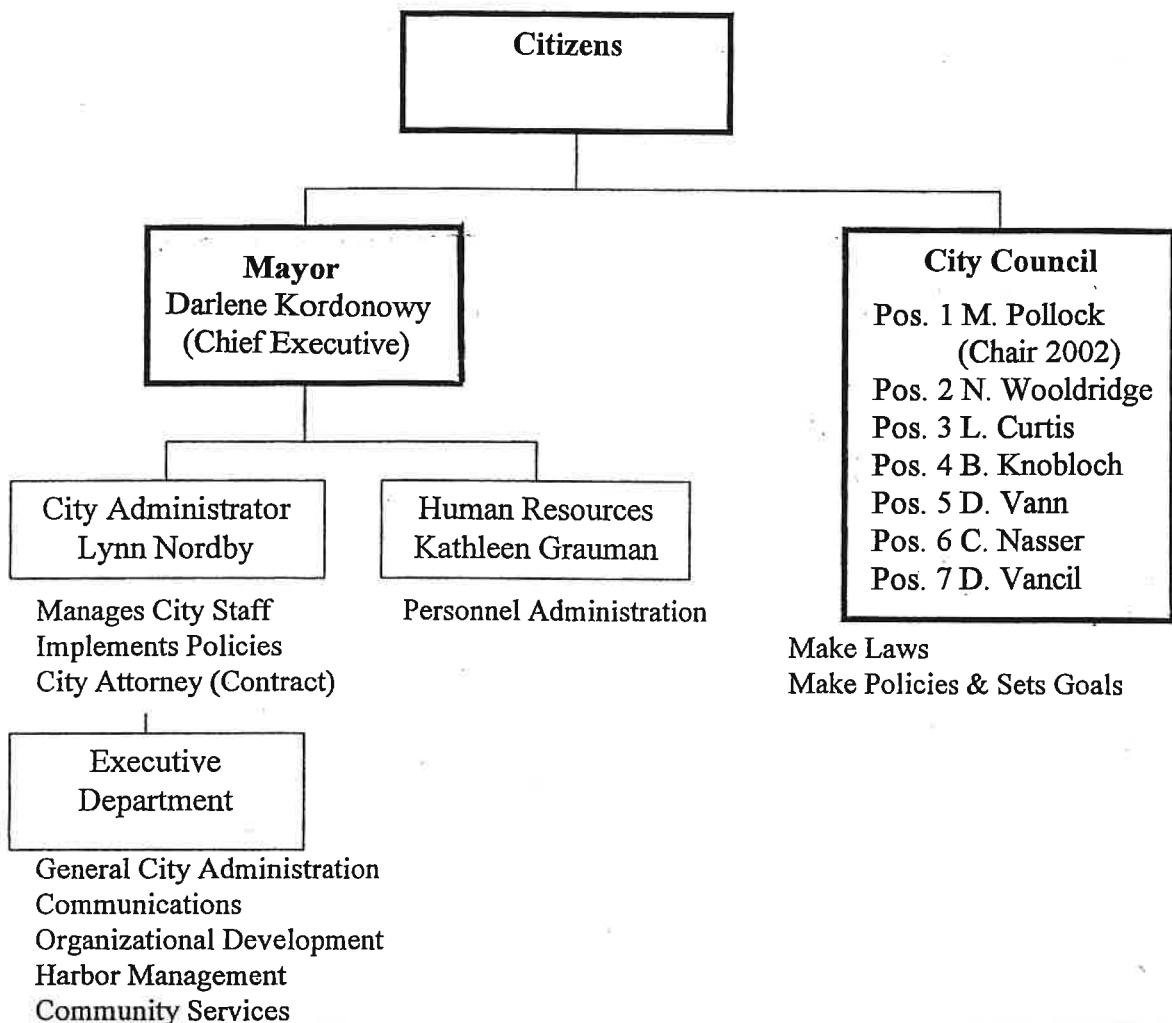 Citizens
Mayor
Darlene Kordonowy
(Chief Executive)
City Council
Pos. 1 M. Pollock
(Chair 2002)
Pos. 2 N. Wooldridge
Pos. 3 L. Curtis
Pos. 4 B. Knobloch
Pos. 5 D. Vann
Pos. 6 C. Nasser
Pos. 7 D. Vancil
Make Laws
Make Policies & Sets Goals
City Administrator
Lynn Nordby
Manages City Staff
Implements Policies
City Attorney (Contract)
Human Resources
Kathleen Grauman
Personnel Administration
Executive
Department
General City Administration
Communications
Organizational Development
Harbor Management
Community Services